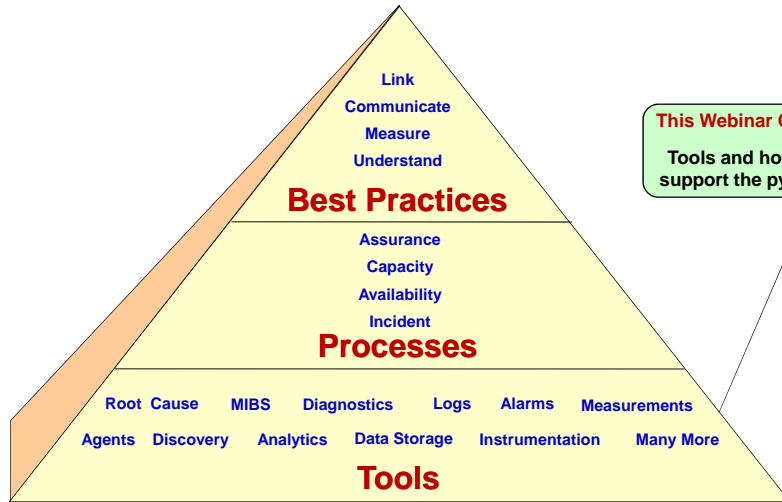 Link
Communicate
Measure
Understand
Best Practices
This Webinar
Tools and
support the
Assurance
Capacity
Availability
Incident
Processes
Root Cause MIBS Diagnostics Logs Alarms Measurements
Agents Discovery Analytics Data Storage Instrumentation Many More
Tools